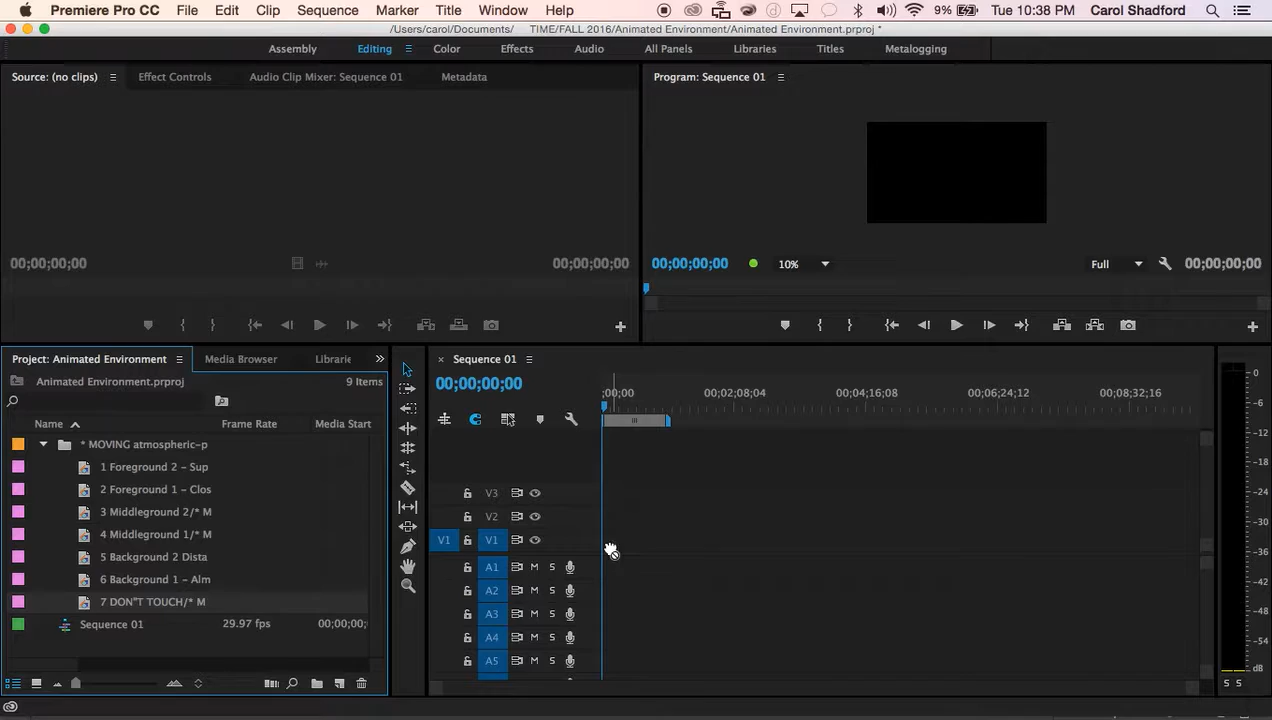 Premiere Pro CC File Edit Clip Sequence Marker Title Window Help 9% Tue 10:38 PM Carol Shadford
/Users/carol/Documents/ TIME/FALL 2016/Animated Environment/Animated Environment.prproj *
Assembly Editing Color Effects Audio All Panels Libraries Titles Metalogging
Source: (no clips) Effect Controls Audio Clip Mixer: Sequence 01 Metadata Program: Sequence 01
00;00;00;00 00;00;00;00 00;00;00;00 10% Full 00;00;00;00
Project: Animated Environment Media Browser Librarie Sequence 01
Animated Environment.prproj 9 Items 00;00;00;00
;00;00 00;02;08;04 00;04;16;08 00;06;24;12 00;08;32;16
Name Frame Rate Media Start
* MOVING atmospheric-p
1 Foreground 2 – Sup
2 Foreground 1 – Clos
3 Middleground 2/* M
4 Middleground 1/* M
5 Background 2 Dista
6 Background 1 – Alm
7 DON"T TOUCH/* M
Sequence 01 29.97 fps 00;00;00;
V3
V2
V1 V1
A1 M S
A2 M S
A3 M S
A4 M S
A5 M S
0
-6
-12
-18
-24
-30
-36
-42
-48
-54
dB
S S